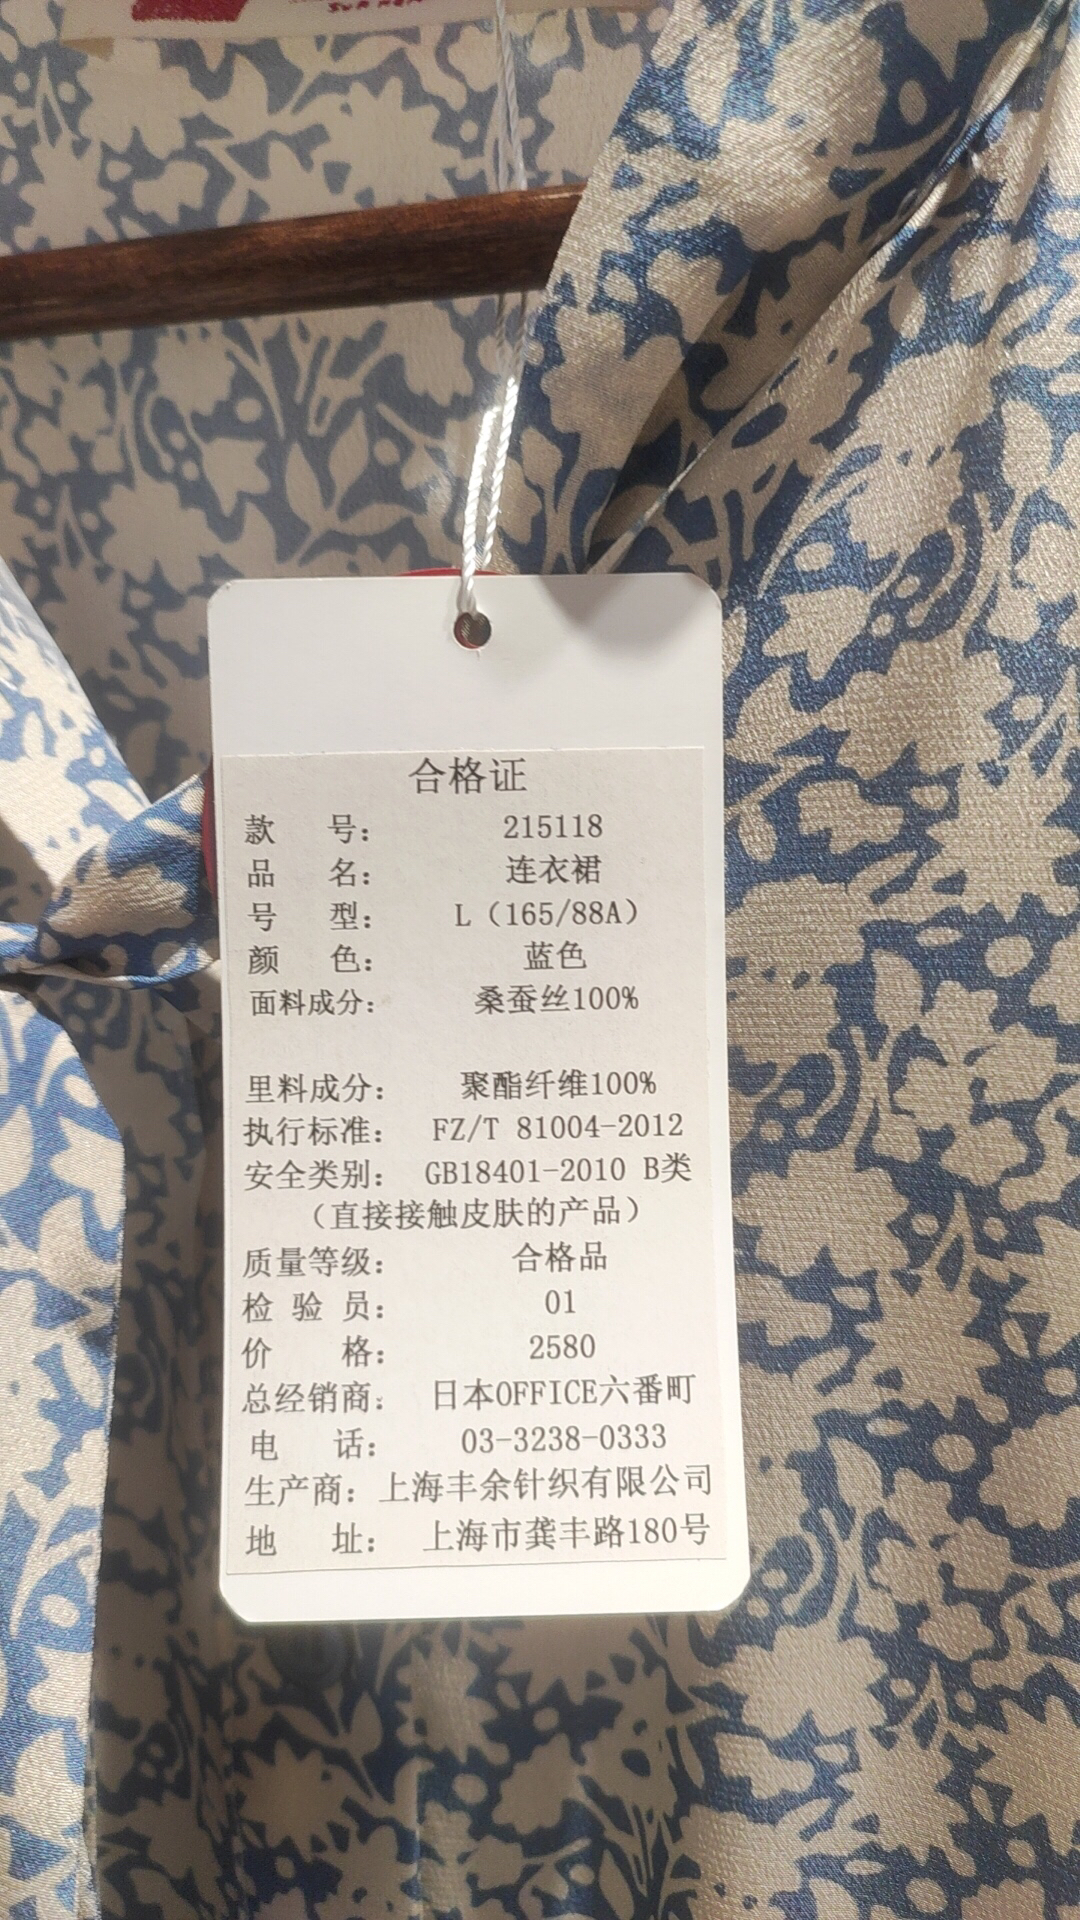 合格证
款 号： 215118
品 名： 连衣裙
号 型： L（165/88A）
颜 色： 蓝色
面料成分： 桑蚕丝100%
里料成分： 聚酯纤维100%
执行标准： FZ/T 81004-2012
安全类别： GB18401-2010 B类
（直接接触皮肤的产品）
质量等级： 合格品
检 验 员： 01
价 格： 2580
总经销商： 日本OFFICE六番町
电 话： 03-3238-0333
生产商：上海丰余针织有限公司
地 址： 上海市龚丰路180号